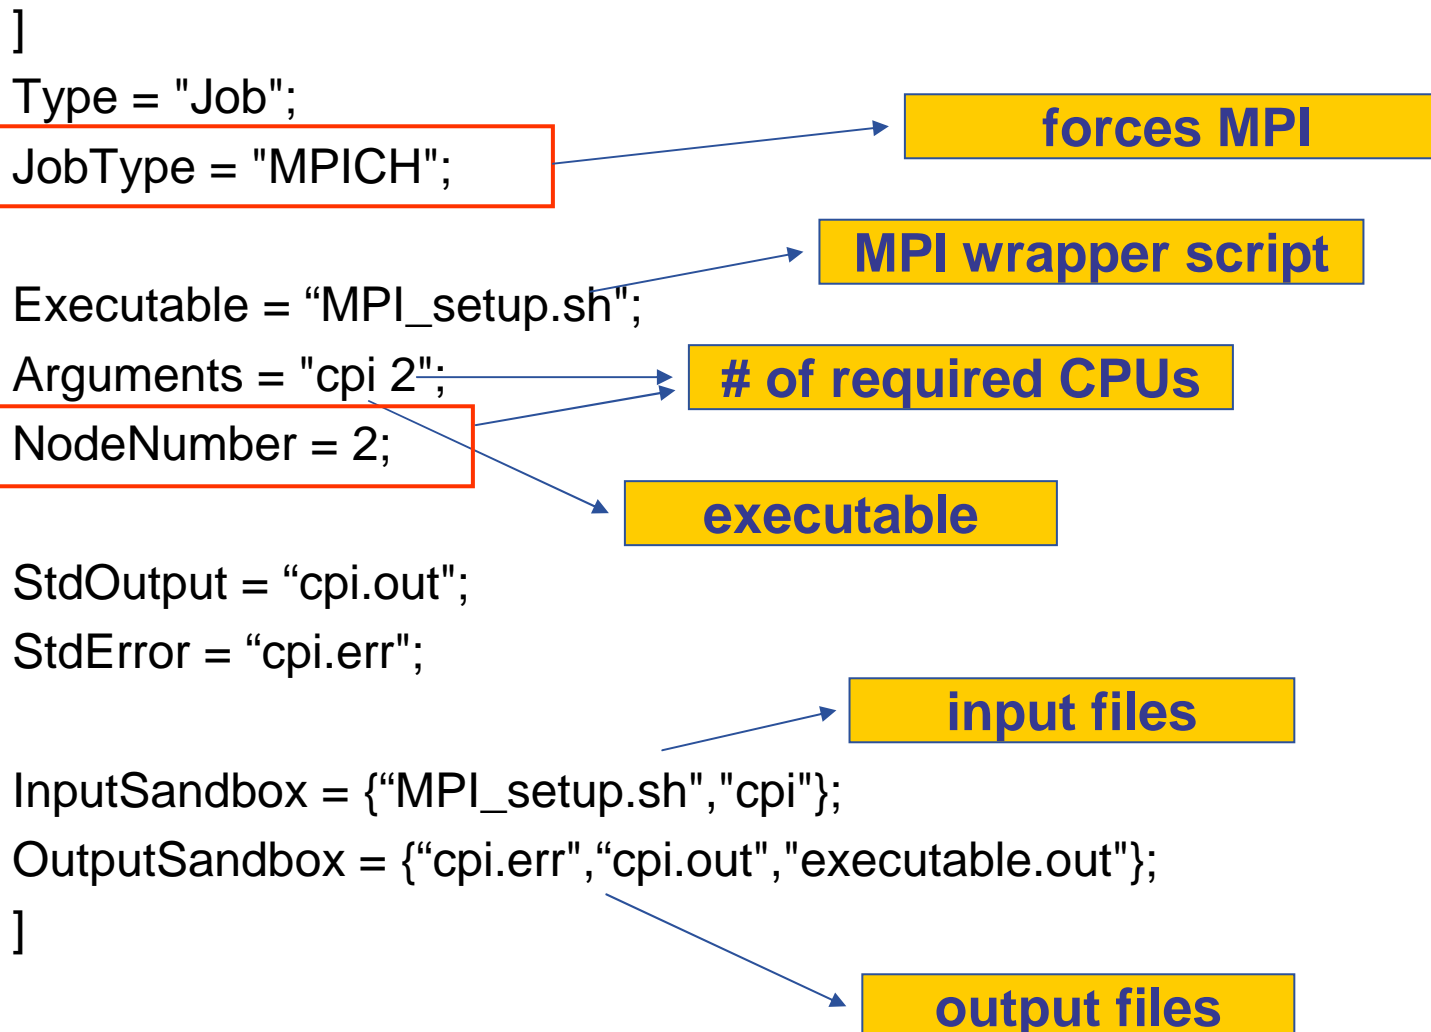 ]
Type = "Job";
forces MPI
JobType = "MPICH";
MPI wrapper script
Executable = “MPI_setup.sh";
Arguments = "cpi 2";
# of required CPUs
NodeNumber = 2;
executable
StdOutput = “cpi.out";
StdError = “cpi.err";
input files
InputSandbox = {“MPI_setup.sh","cpi"};
OutputSandbox = {“cpi.err",“cpi.out","executable.out"};
]
output files